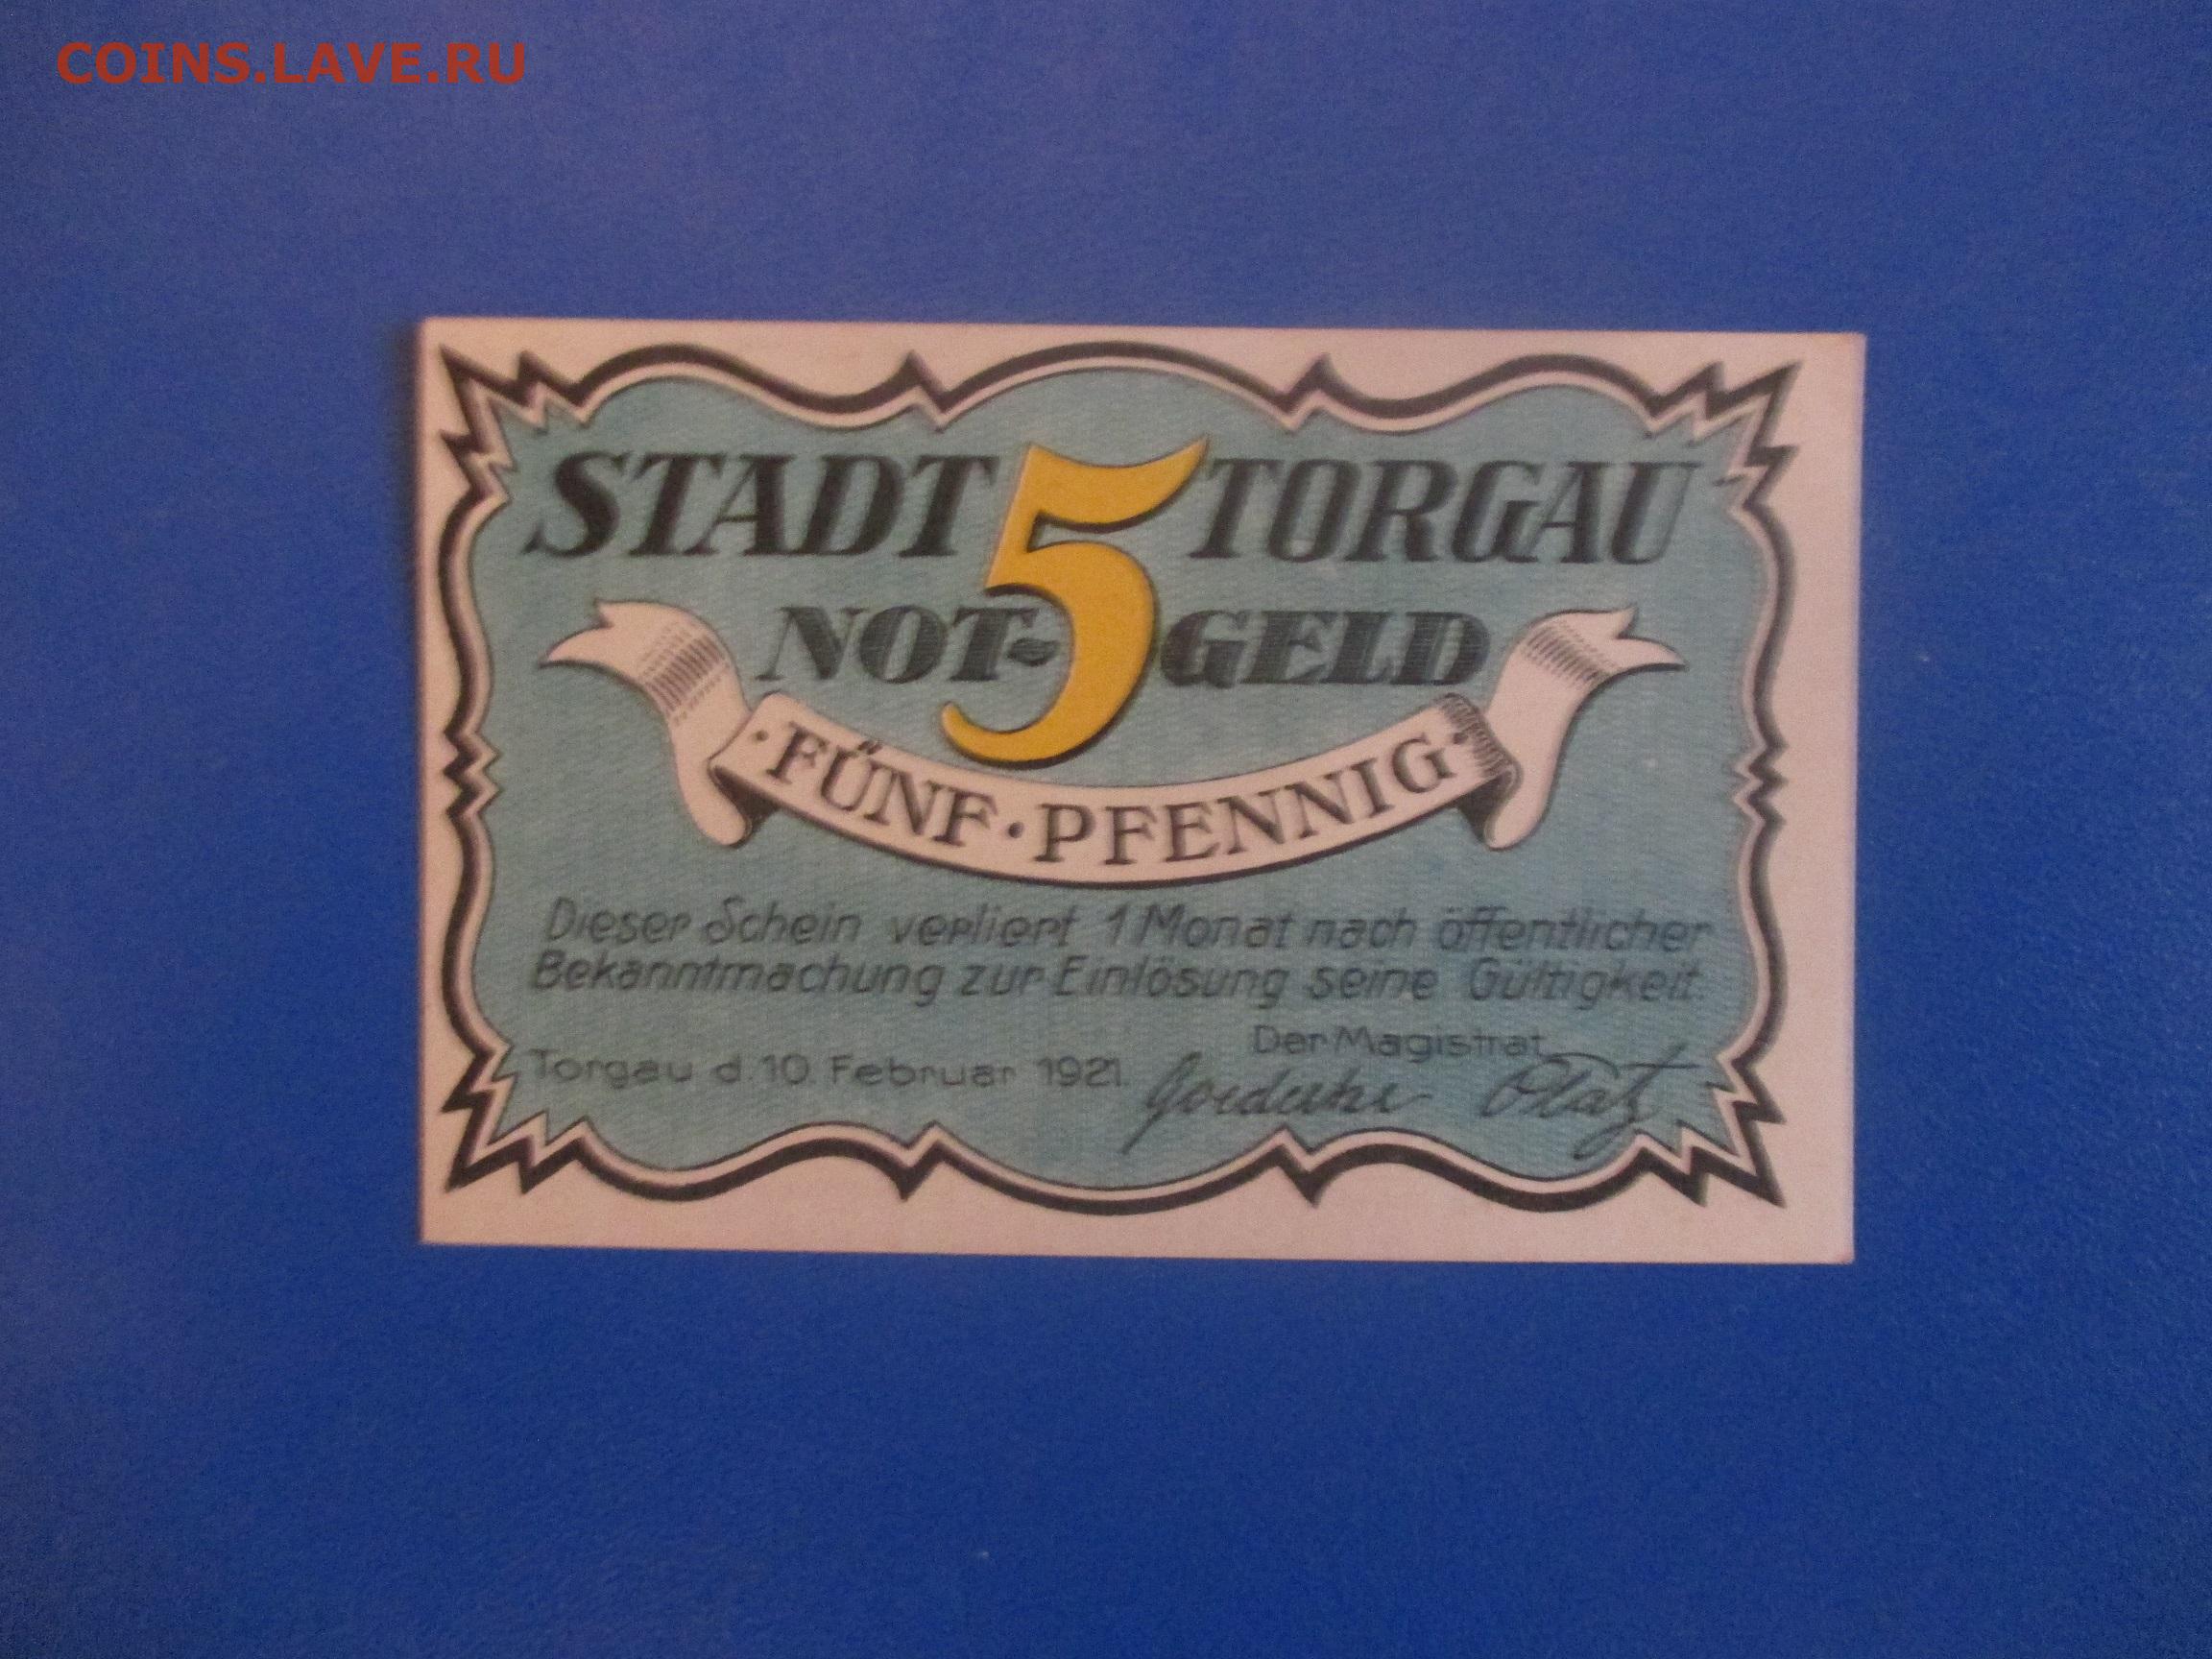 COINS.LAVE.RU
STADT 5 TORGAU
NOT- GELD
· FÜNF · PFENNIG ·
Dieser Schein verliert 1 Monat nach öffentlicher
Bekanntmachung zur Einlösung seine Gültigkeit.
Der Magistrat
Torgau d. 10. Februar 1921.